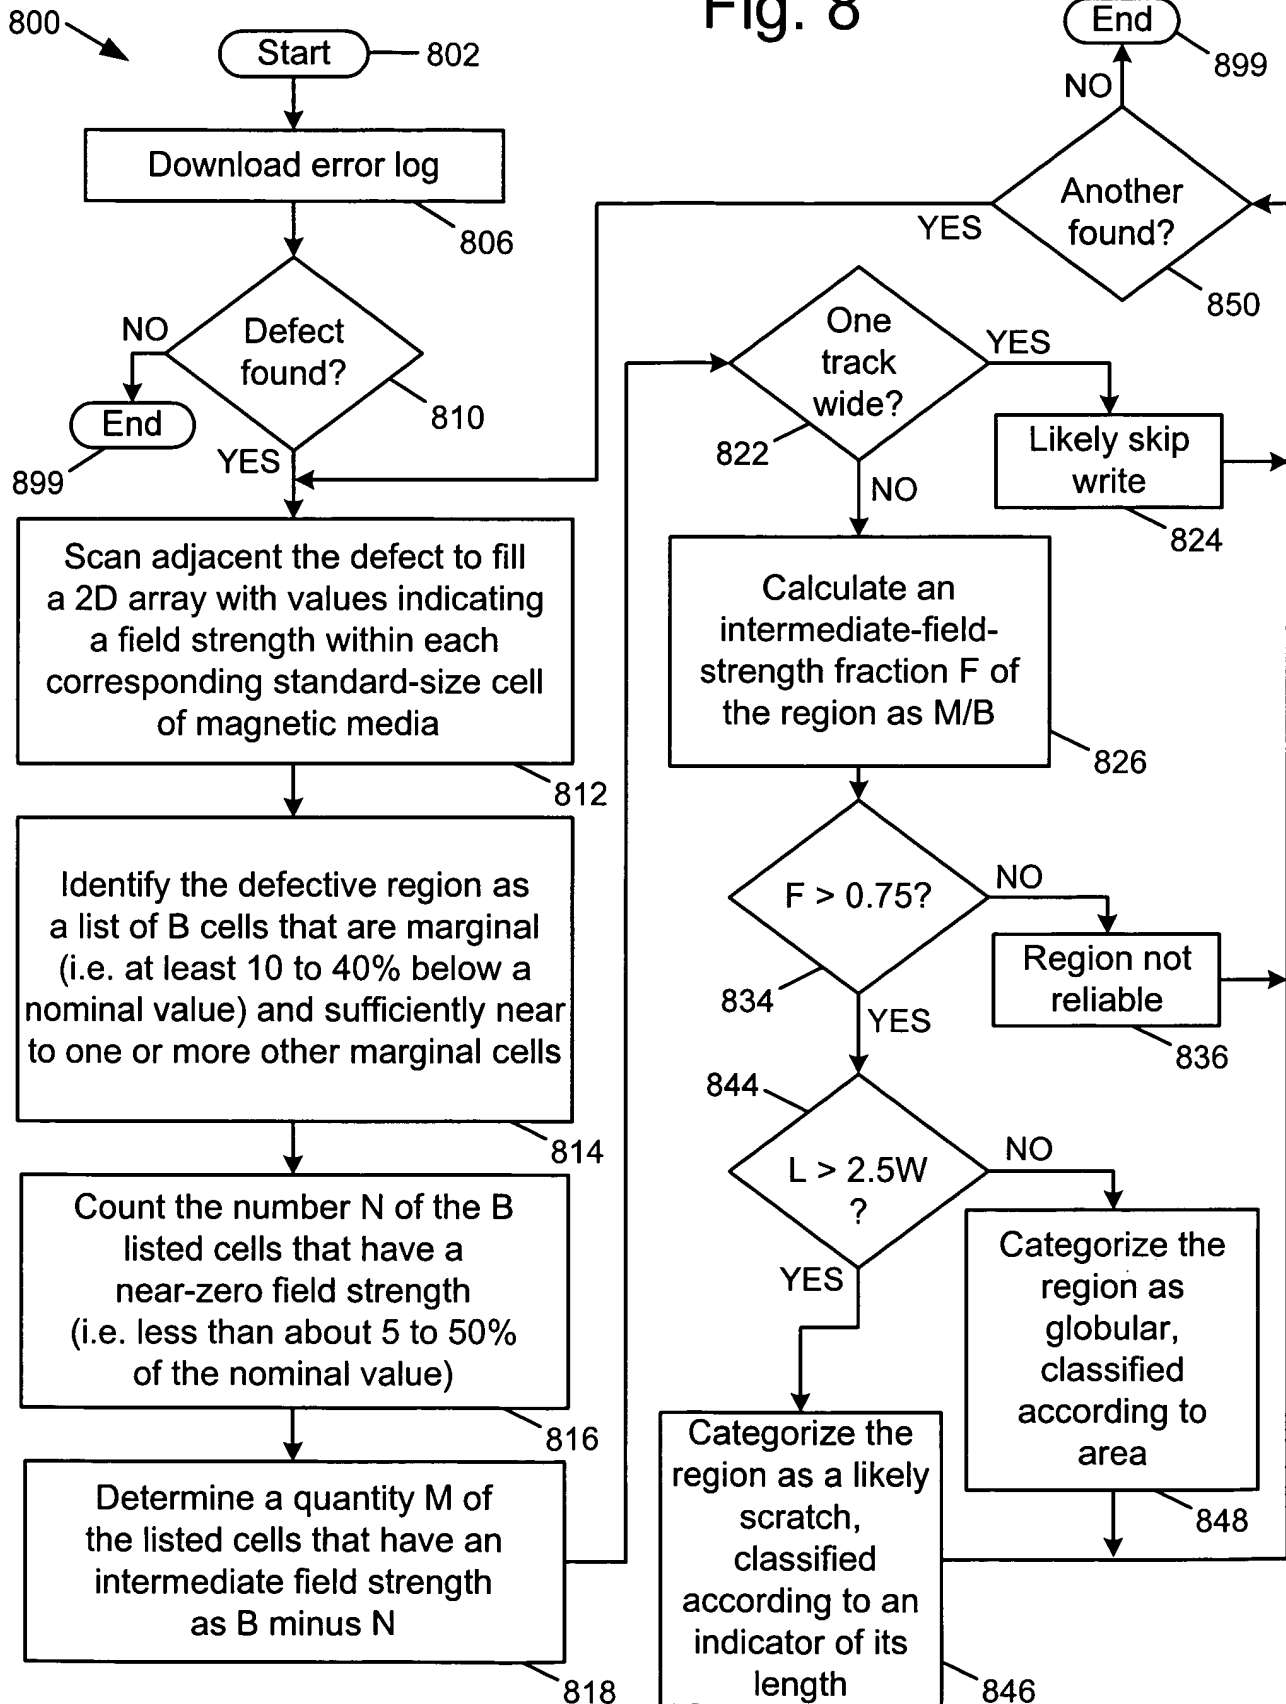 Fig. 8
800
Start
802
Download error log
806
Defect
found?
810
NO
End
899
YES
Scan adjacent the defect to fill
a 2D array with values indicating
a field strength within each
corresponding standard-size cell
of magnetic media
812
Identify the defective region as
a list of B cells that are marginal
(i.e. at least 10 to 40% below a
nominal value) and sufficiently near
to one or more other marginal cells
814
Count the number N of the B
listed cells that have a
near-zero field strength
(i.e. less than about 5 to 50%
of the nominal value)
816
Determine a quantity M of
the listed cells that have an
intermediate field strength
as B minus N
818
One
track
wide?
822
YES
Likely skip
write
824
NO
Calculate an
intermediate-field-
strength fraction F of
the region as M/B
826
F > 0.75?
834
NO
Region not
reliable
836
YES
844
L > 2.5W
?
NO
Categorize the
region as
globular,
classified
according to
area
848
YES
Categorize the
region as a likely
scratch,
classified
according to an
indicator of its
length
846
Another
found?
850
YES
NO
End
899